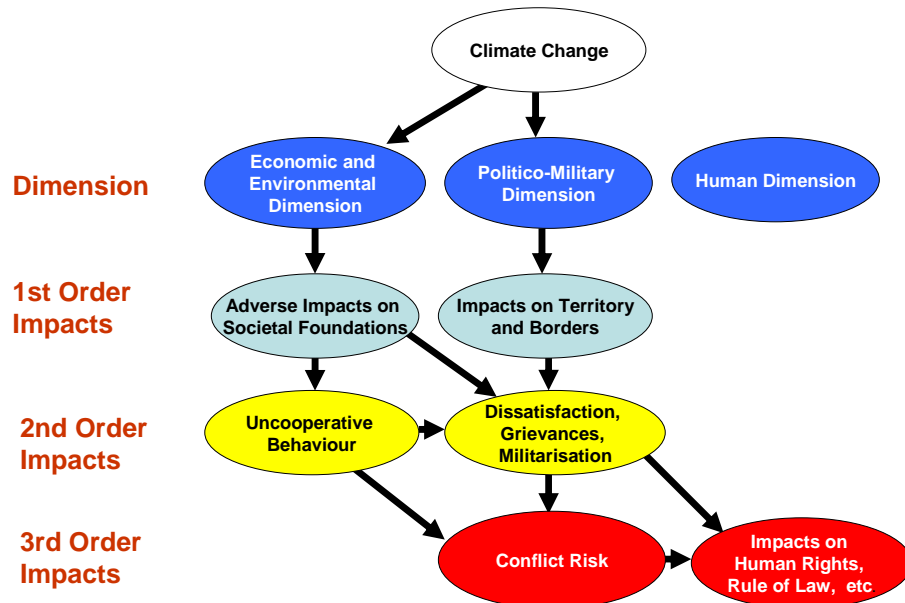 Climate Change
Dimension
Economic and
Environmental
Dimension
Politico-Military
Dimension
Human Dimension
1st Order
Impacts
Adverse Impacts on
Societal Foundations
Impacts on Territory
and Borders
2nd Order
Impacts
Uncooperative
Behaviour
Dissatisfaction,
Grievances,
Militarisation
3rd Order
Impacts
Conflict Risk
Impacts on
Human Rights,
Rule of Law, etc.